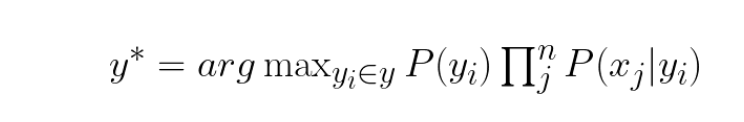 y* = arg max_{y_i∈y} P(y_i) ∏_j^n P(x_j|y_i)